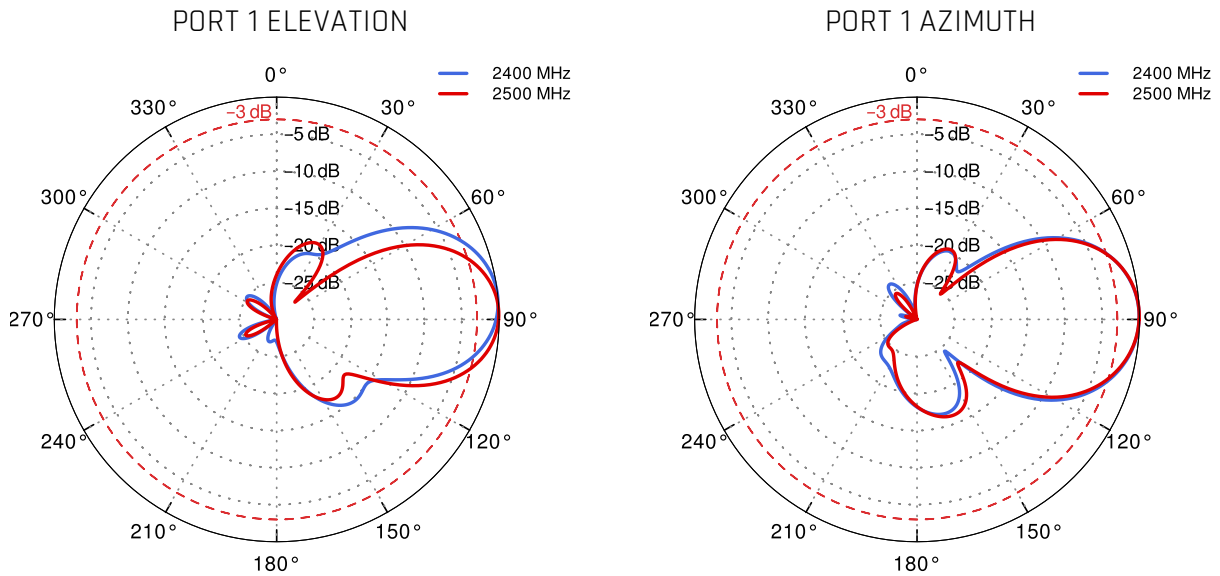 PORT 1 ELEVATION
2400 MHz
2500 MHz
0°
30°
60°
90°
120°
150°
180°
210°
240°
270°
300°
330°
−3 dB
−5 dB
−10 dB
−15 dB
−20 dB
−25 dB
PORT 1 AZIMUTH
2400 MHz
2500 MHz
0°
30°
60°
90°
120°
150°
180°
210°
240°
270°
300°
330°
−3 dB
−5 dB
−10 dB
−15 dB
−20 dB
−25 dB